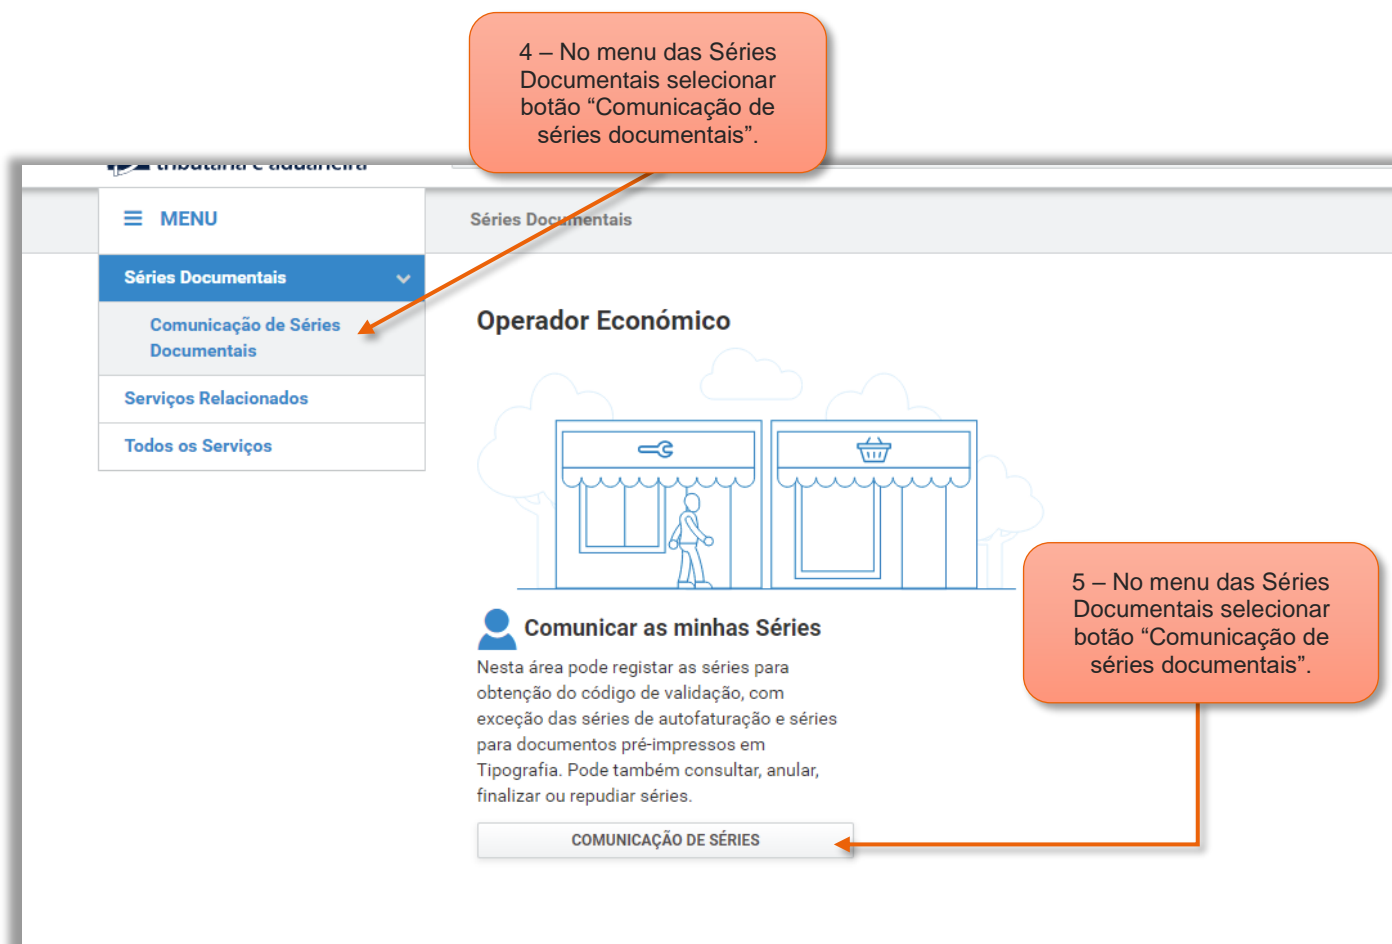 4 – No menu das Séries
Documentais selecionar
botão “Comunicação de
séries documentais”.
tributária e aduaneira
MENU
Séries Documentais
Séries Documentais
Comunicação de Séries
Documentais
Serviços Relacionados
Todos os Serviços
Operador Económico
Comunicar as minhas Séries
Nesta área pode registar as séries para
obtenção do código de validação, com
exceção das séries de autofaturação e séries
para documentos pré-impressos em
Tipografia. Pode também consultar, anular,
finalizar ou repudiar séries.
COMUNICAÇÃO DE SÉRIES
5 – No menu das Séries
Documentais selecionar
botão “Comunicação de
séries documentais”.